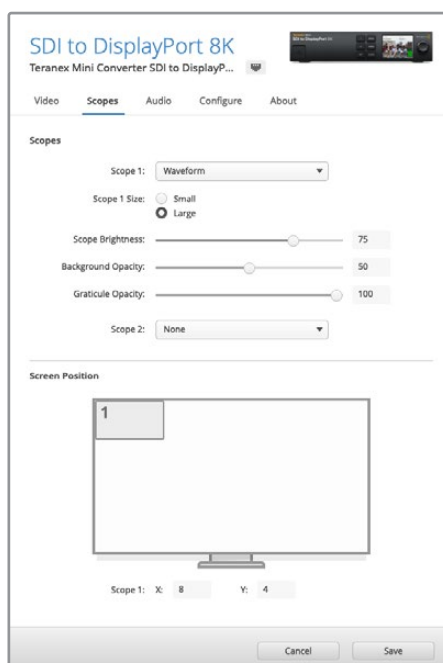 SDI to DisplayPort 8K
Teranex Mini Converter SDI to DisplayP...
Video Scopes Audio Configure About
Scopes
Scope 1: Waveform
Scope 1 Size: Small
Large
Scope Brightness: 75
Background Opacity: 50
Graticule Opacity: 100
Scope 2: None
Screen Position
1
Scope 1: X: 8 Y: 4
Cancel Save